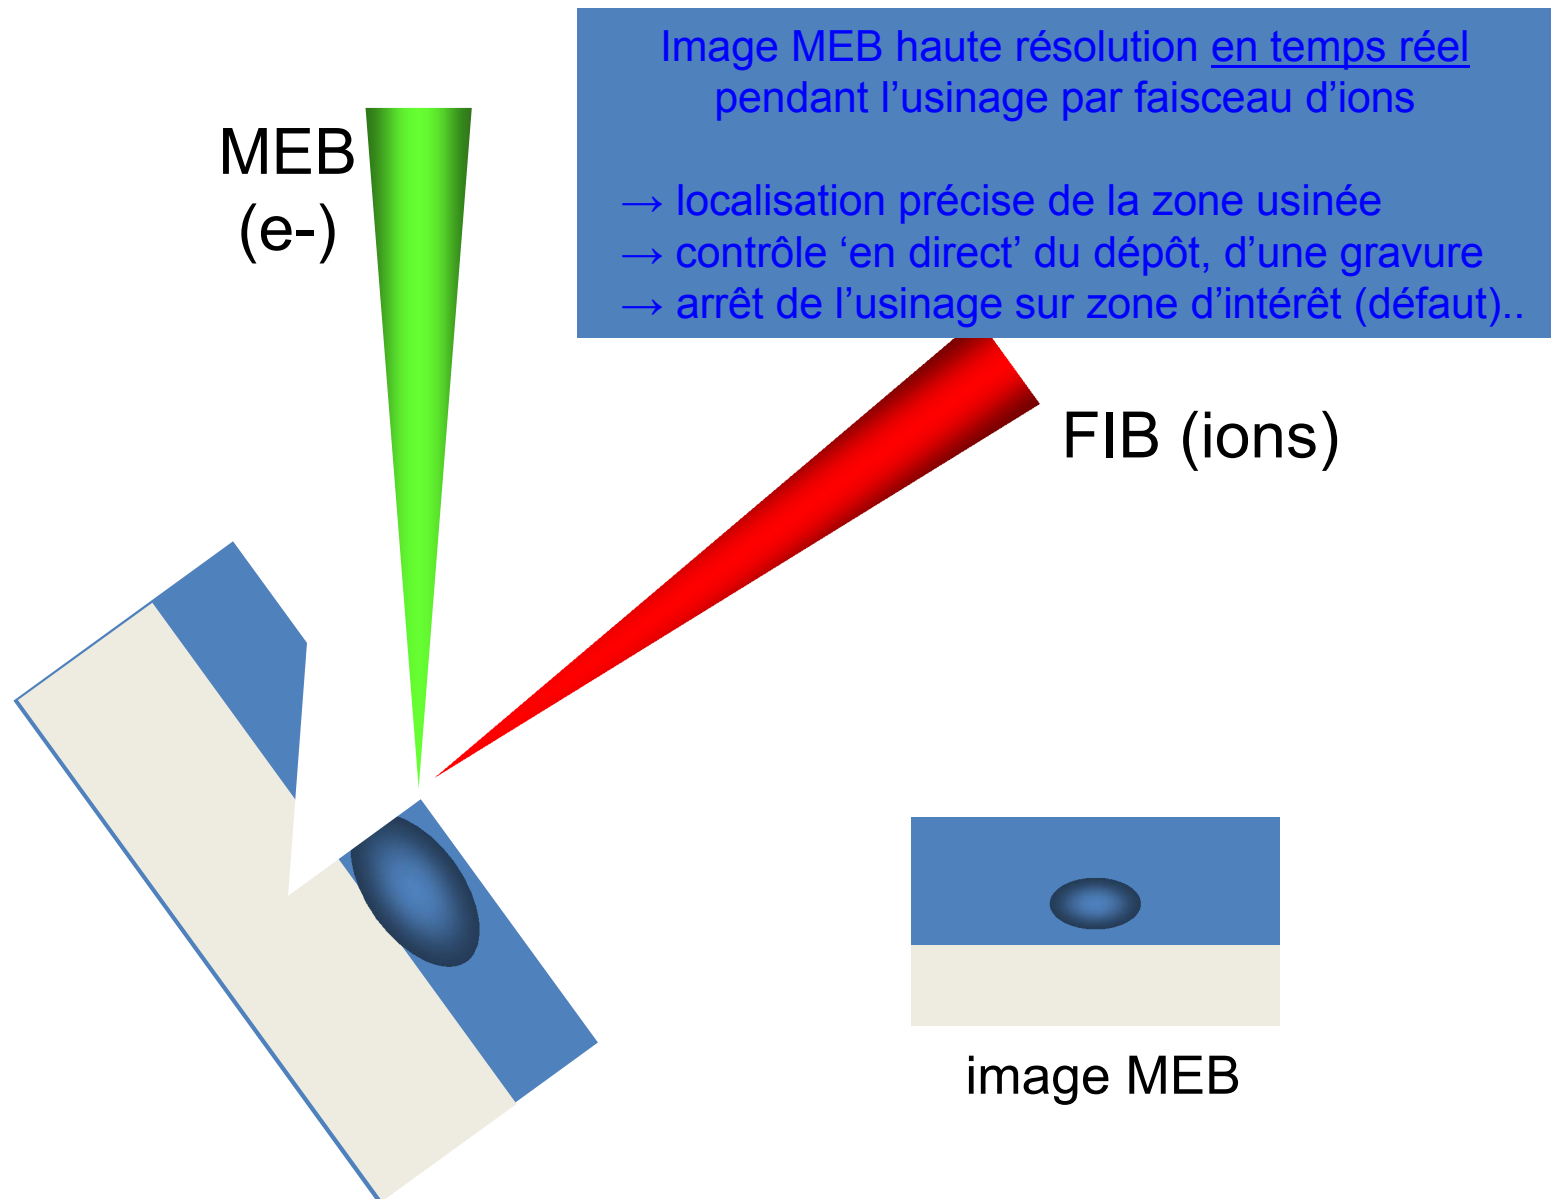 Image MEB haute résolution en temps réel
pendant l’usinage par faisceau d’ions
→ localisation précise de la zone usinée
→ contrôle ‘en direct’ du dépôt, d’une gravure
→ arrêt de l’usinage sur zone d’intérêt (défaut)..
MEB
(e-)
FIB (ions)
image MEB